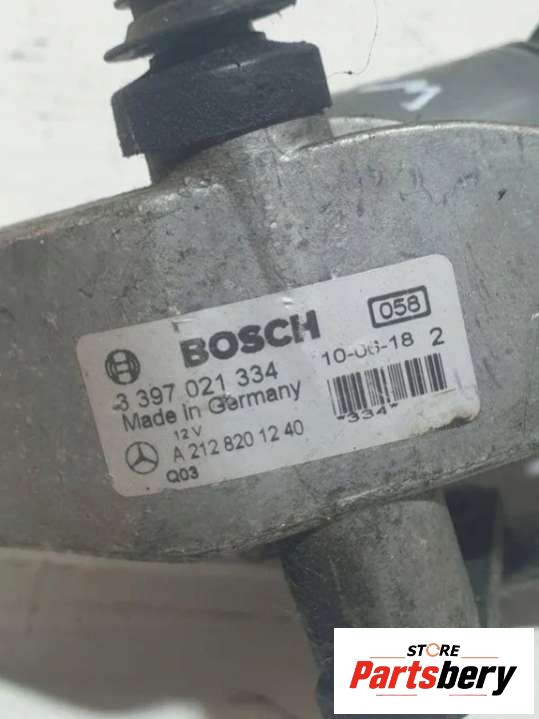 BOSCH 058
3 397 021 334 10-06-18 2
Made in Germany
12 V *334*
A 212 820 12 40
Q03
STORE
Partsbery